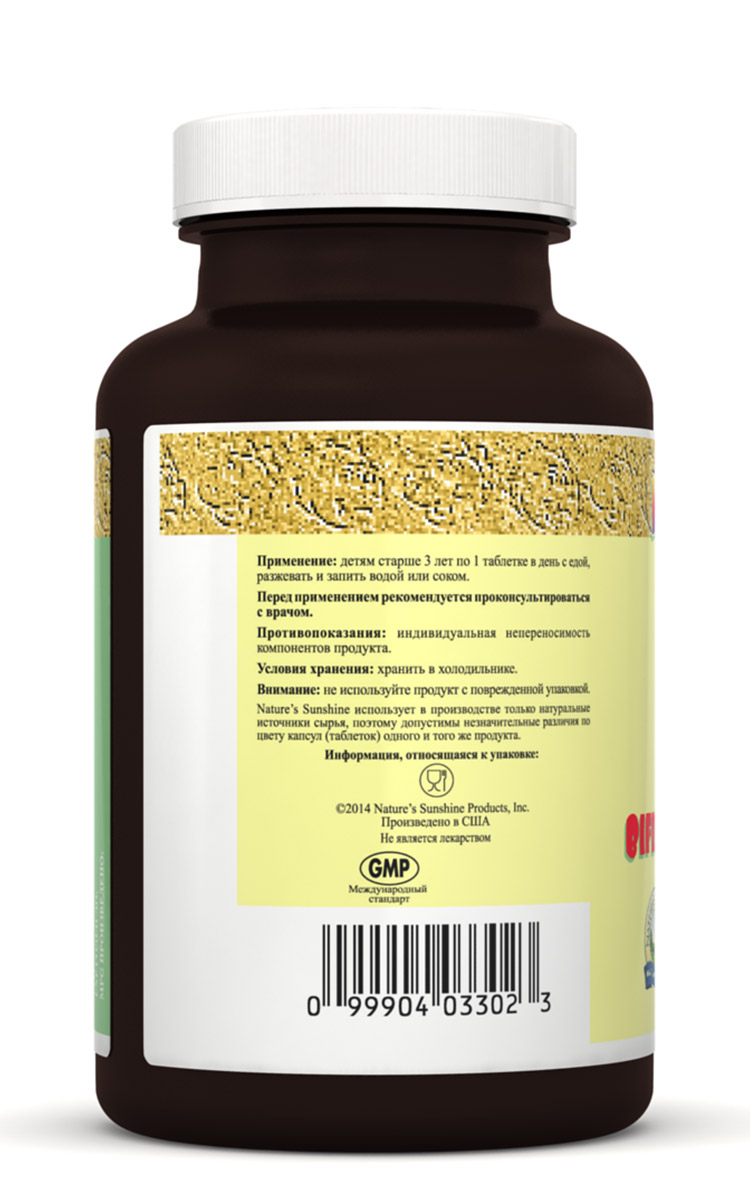 Применение: детям старше 3 лет по 1 таблетке в день с едой,
разжевать и запить водой или соком.
Перед применением рекомендуется проконсультироваться
с врачом.
Противопоказания: индивидуальная непереносимость
компонентов продукта.
Условия хранения: хранить в холодильнике.
Внимание: не используйте продукт с поврежденной упаковкой.
Nature's Sunshine использует в производстве только натуральные
источники сырья, поэтому допустимы незначительные различия по
цвету капсул (таблеток) одного и того же продукта.
Информация, относящаяся к упаковке:
©2014 Nature's Sunshine Products, Inc.
Произведено в США
Не является лекарством
GMP
Международный
стандарт
0 99904 03302 3